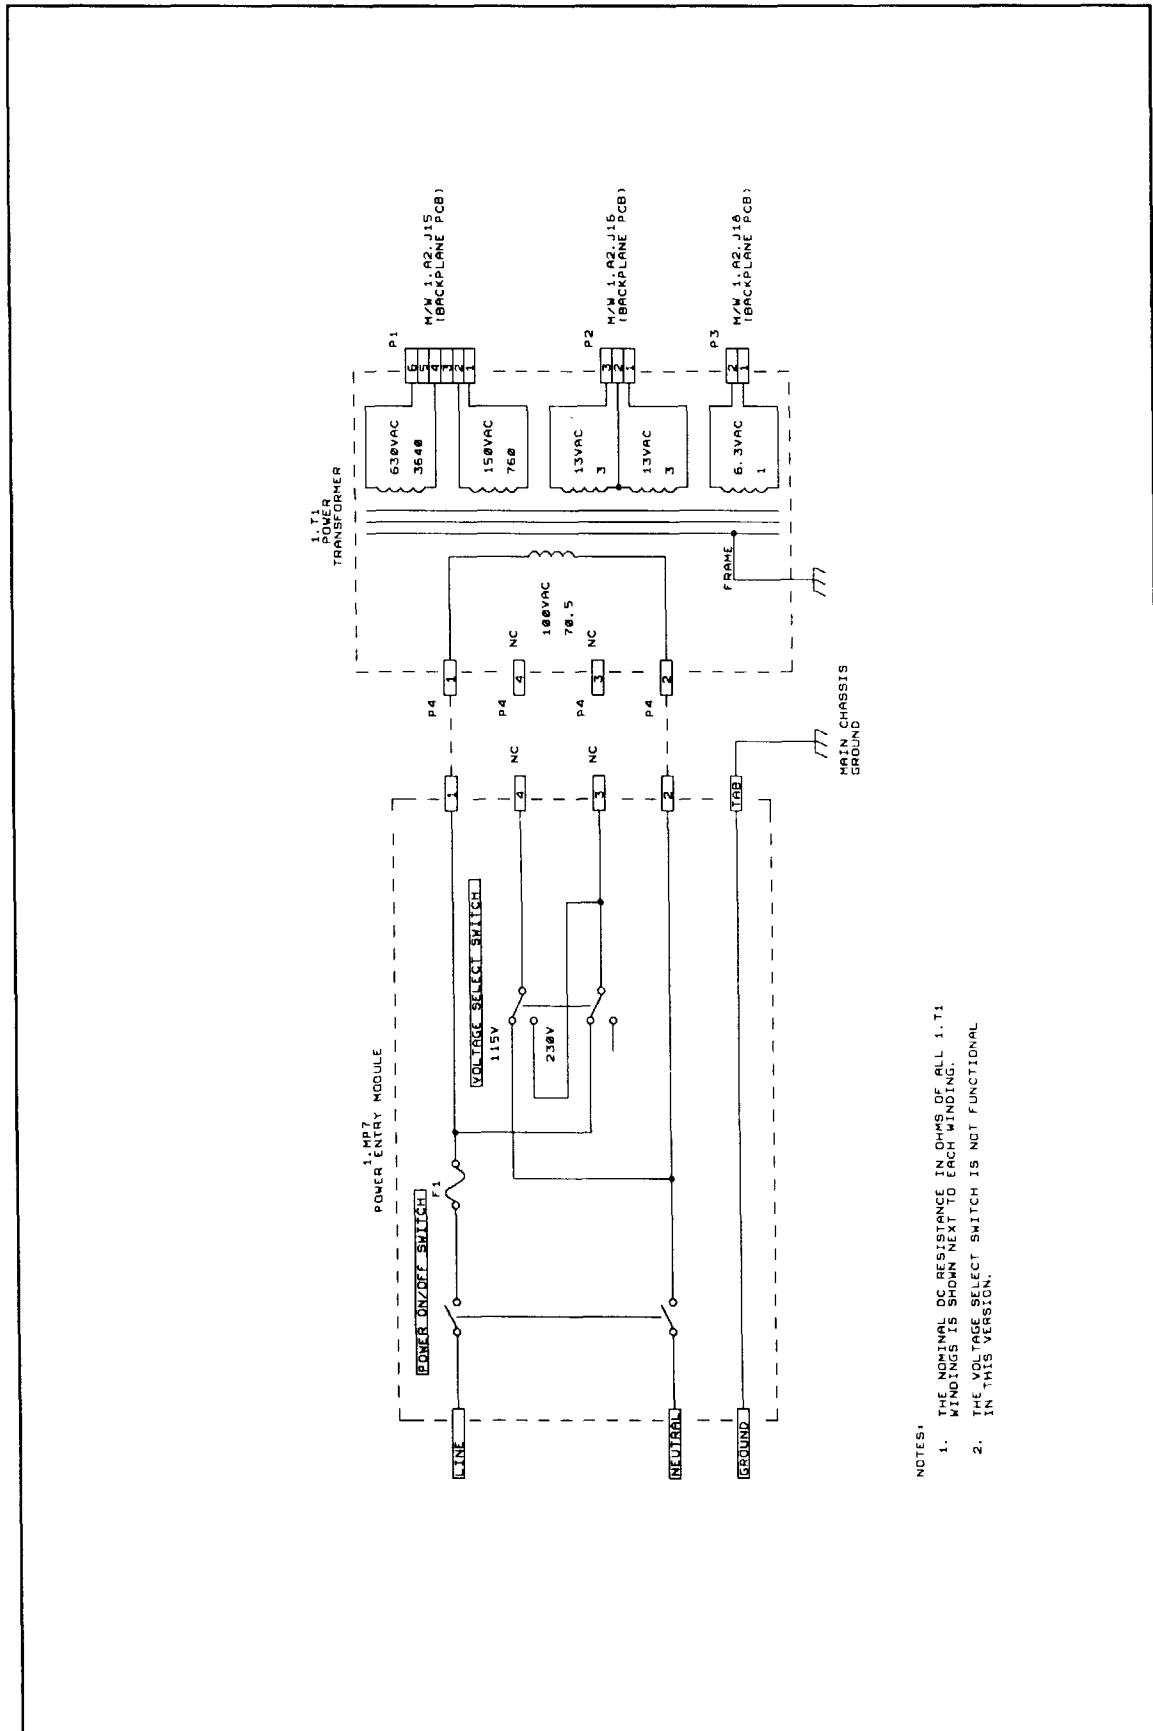 1.MP7
POWER ENTRY MODULE
POWER ON/OFF SWITCH
F1
VOLTAGE SELECT SWITCH
115V
230V
LINE
NEUTRAL
GROUND
1
4
NC
3
NC
2
TAB
MAIN CHASSIS
GROUND
1.T1
POWER
TRANSFORMER
P4
1
P4
4
NC
P4
3
NC
P4
2
100VAC
70.5
FRAME
630VAC
3640
150VAC
760
13VAC
3
13VAC
3
6.3VAC
1
P1
6
5
4
3
2
1
M/W 1.A2.J15
(BACKPLANE PCB)
P2
3
2
1
M/W 1.A2.J16
(BACKPLANE PCB)
P3
2
1
M/W 1.A2.J18
(BACKPLANE PCB)
NOTES:
1. THE NOMINAL DC RESISTANCE IN OHMS OF ALL 1.T1
WINDINGS IS SHOWN NEXT TO EACH WINDING.
2. THE VOLTAGE SELECT SWITCH IS NOT FUNCTIONAL
IN THIS VERSION.